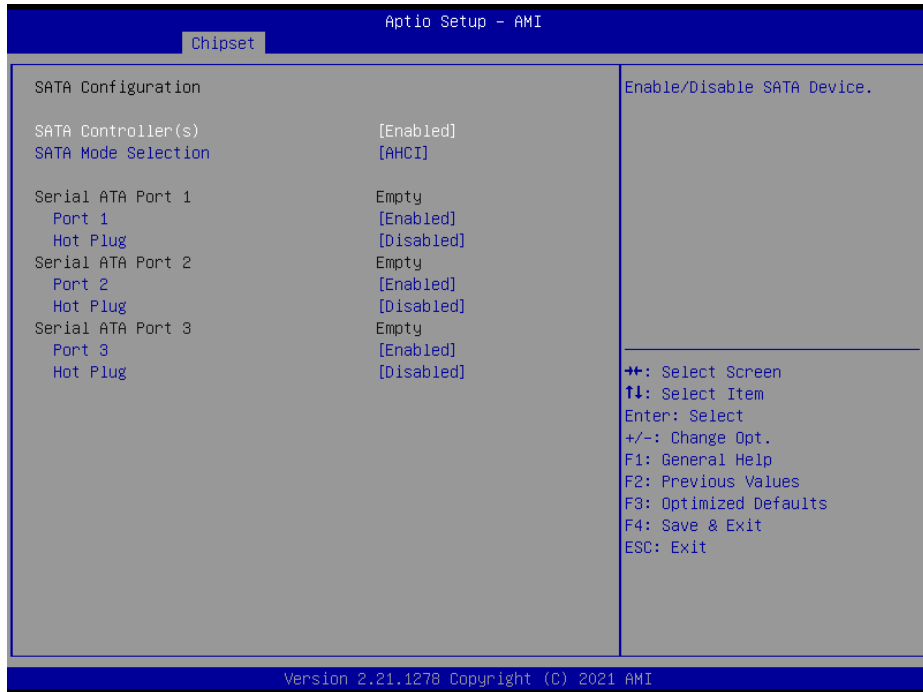 Aptio Setup – AMI
Chipset
SATA Configuration
SATA Controller(s) [Enabled]
SATA Mode Selection [AHCI]
Serial ATA Port 1 Empty
Port 1 [Enabled]
Hot Plug [Disabled]
Serial ATA Port 2 Empty
Port 2 [Enabled]
Hot Plug [Disabled]
Serial ATA Port 3 Empty
Port 3 [Enabled]
Hot Plug [Disabled]
Enable/Disable SATA Device.
→←: Select Screen
↑↓: Select Item
Enter: Select
+/-: Change Opt.
F1: General Help
F2: Previous Values
F3: Optimized Defaults
F4: Save & Exit
ESC: Exit
Version 2.21.1278 Copyright (C) 2021 AMI